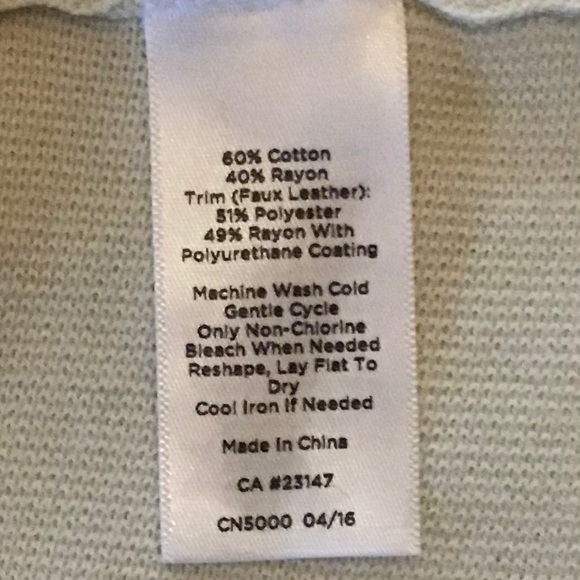 60% Cotton
40% Rayon
Trim (Faux Leather):
51% Polyester
49% Rayon With
Polyurethane Coating
Machine Wash Cold
Gentle Cycle
Only Non-Chlorine
Bleach When Needed
Reshape, Lay Flat To
Dry
Cool Iron If Needed
Made In China
CA #23147
CN5000 04/16